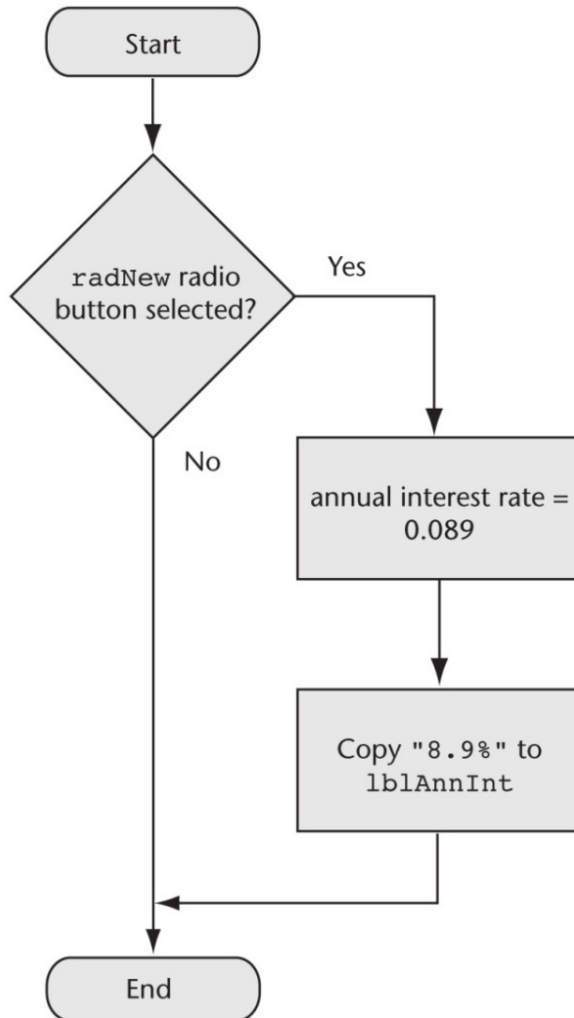 Start
radNew radio
button selected?
Yes
No
annual interest rate =
0.089
Copy "8.9%" to
lblAnnInt
End